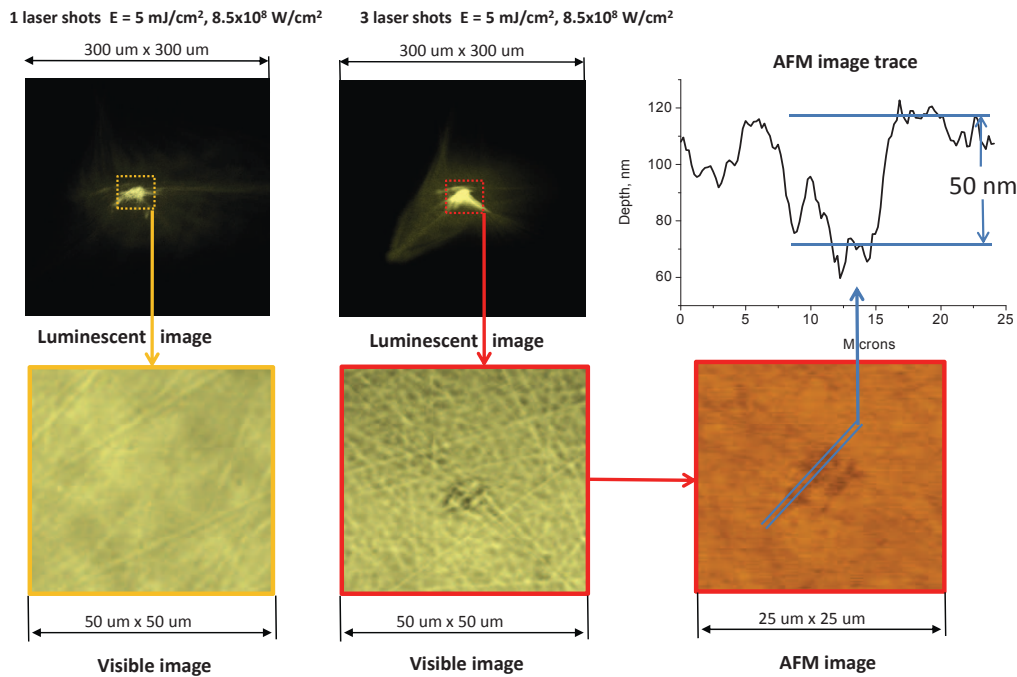 1 laser shots E = 5 mJ/cm², 8.5x10⁸ W/cm²
3 laser shots E = 5 mJ/cm², 8.5x10⁸ W/cm²
300 um x 300 um
300 um x 300 um
AFM image trace
120
100
80
60
Depth, nm
50 nm
0
5
10
15
20
25
Microns
Luminescent image
Luminescent image
50 um x 50 um
50 um x 50 um
25 um x 25 um
Visible image
Visible image
AFM image